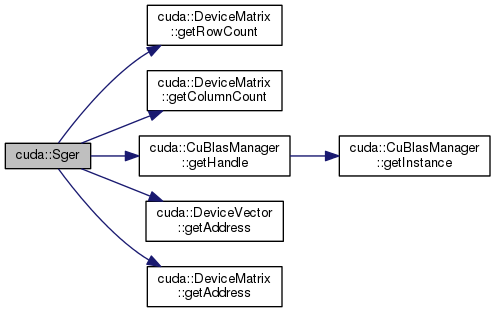 cuda::DeviceMatrix
::getRowCount
cuda::DeviceMatrix
::getColumnCount
cuda::Sger
cuda::CuBlasManager
::getHandle
cuda::CuBlasManager
::getInstance
cuda::DeviceVector
::getAddress
cuda::DeviceMatrix
::getAddress